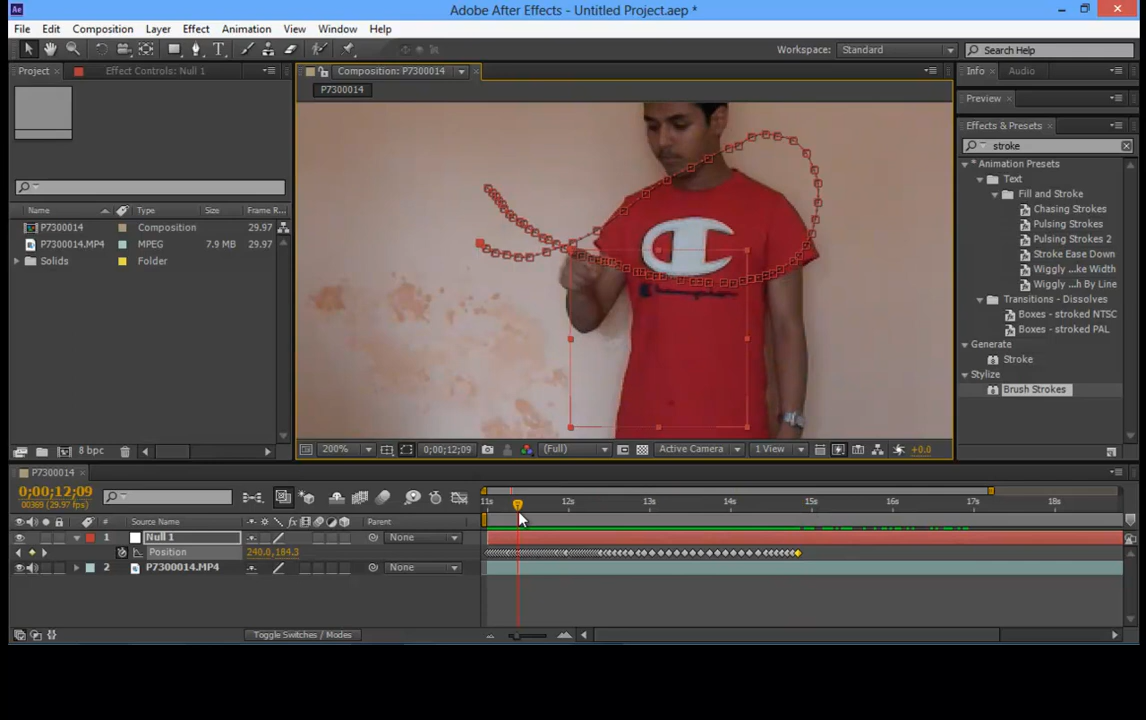 Adobe After Effects - Untitled Project.aep *
File Edit Composition Layer Effect Animation View Window Help
Workspace: Standard Search Help
Project Effect Controls: Null 1 Composition: P7300014 Info Audio
P7300014
Preview
Effects & Presets
stroke
* Animation Presets
Text
Fill and Stroke
Chasing Strokes
Pulsing Strokes
Pulsing Strokes 2
Stroke Ease Down
Wiggly ...ke Width
Wiggly ...h By Line
Transitions - Dissolves
Boxes - stroked NTSC
Boxes - stroked PAL
Generate
Stroke
Stylize
Brush Strokes
Name Type Size Frame R...
P7300014 Composition 29.97
P7300014.MP4 MPEG 7.9 MB 29.97
Solids Folder
8 bpc
200% 0;00;12;09 (Full) Active Camera 1 View +0.0
P7300014
0;00;12;09
00369 (29.97 fps)
11s 12s 13s 14s 15s 16s 17s 18s
# Source Name Parent
1 Null 1 None
Position 240.0,184.3
2 P7300014.MP4 None
Toggle Switches / Modes